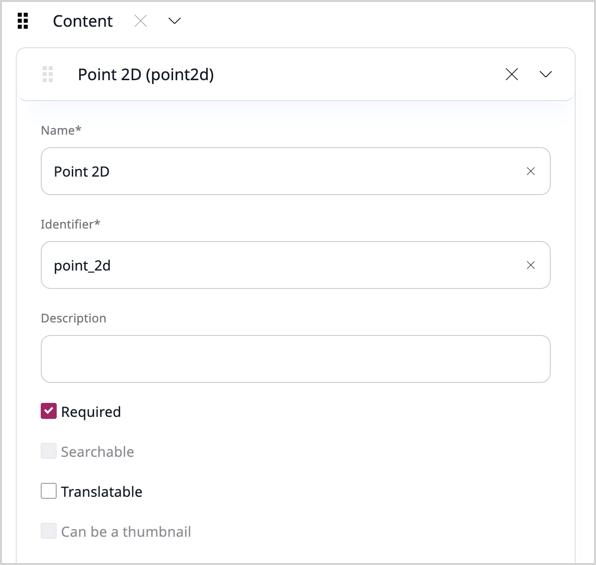 Content
Point 2D (point2d)
Name*
Point 2D
Identifier*
point_2d
Description
Required
Searchable
Translatable
Can be a thumbnail